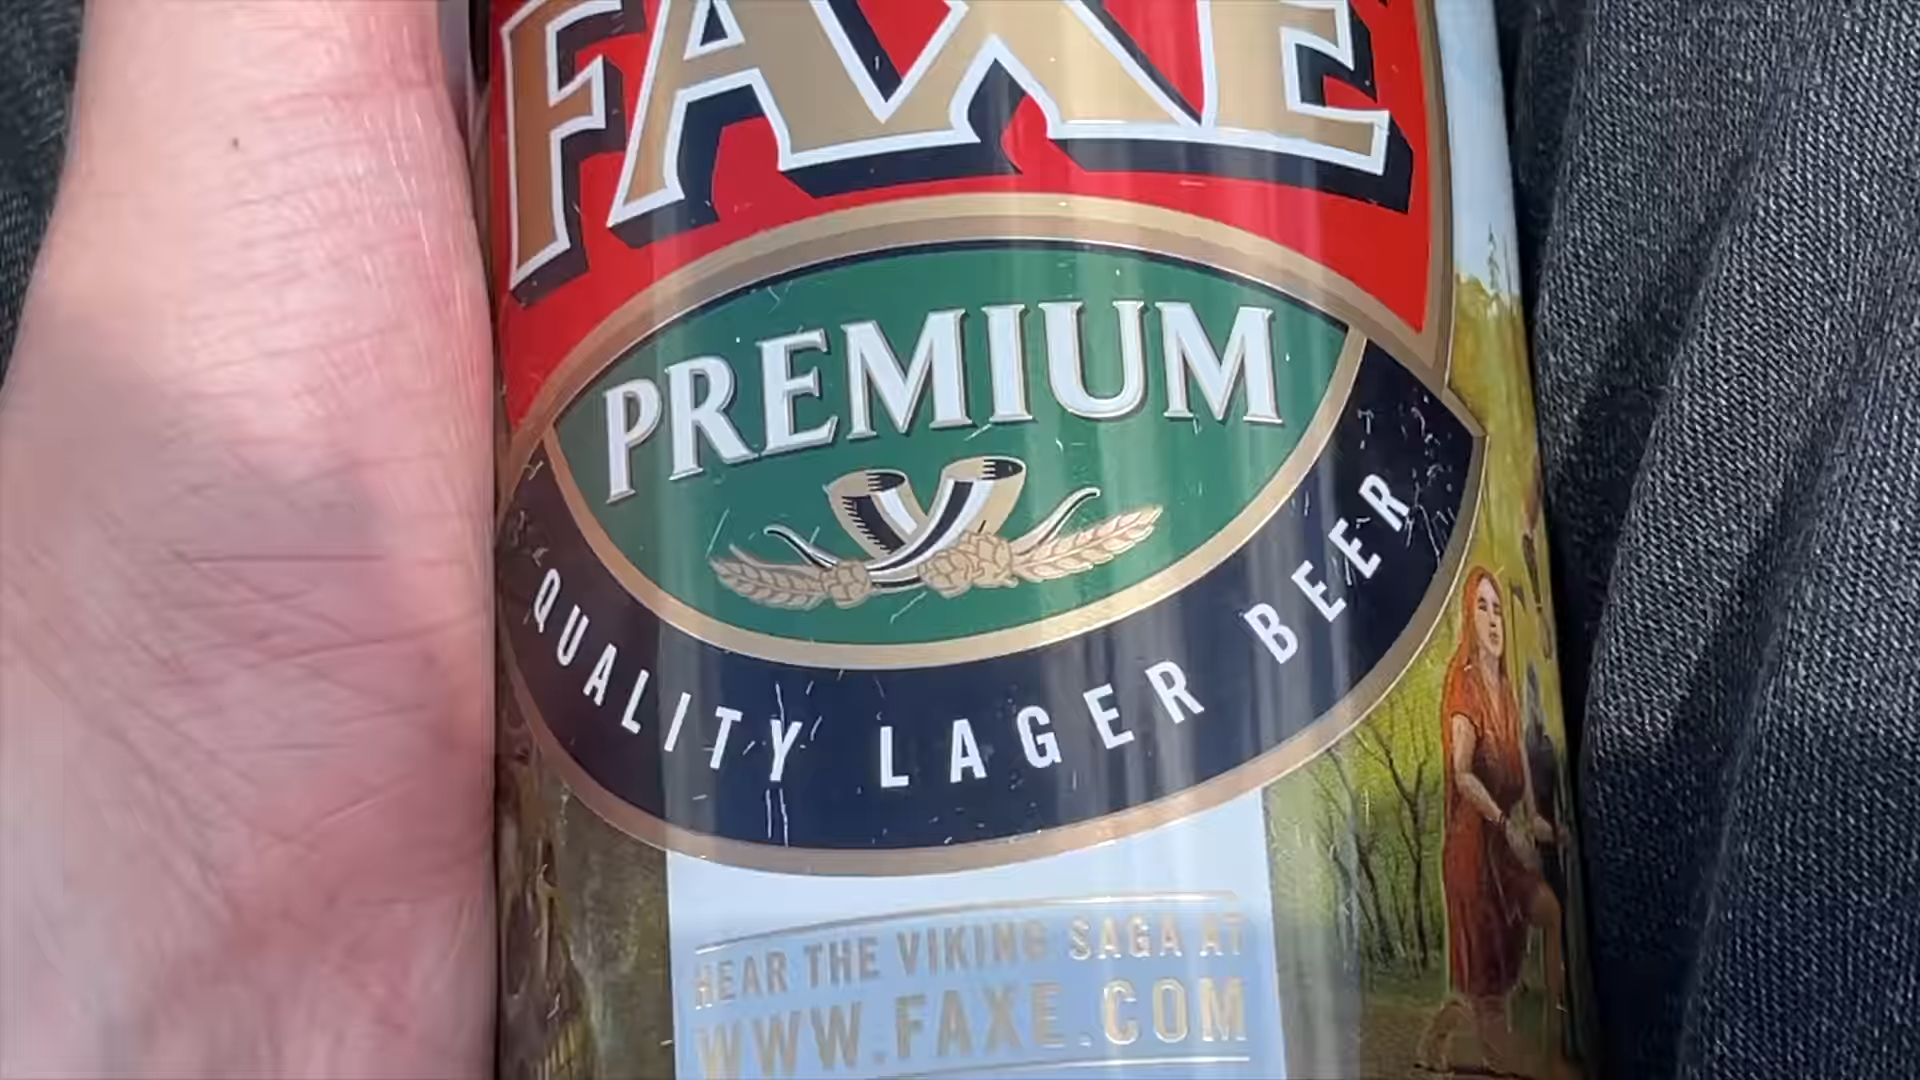 FAXE
PREMIUM
QUALITY LAGER BEER
HEAR THE VIKING SAGA AT
WWW.FAXE.COM